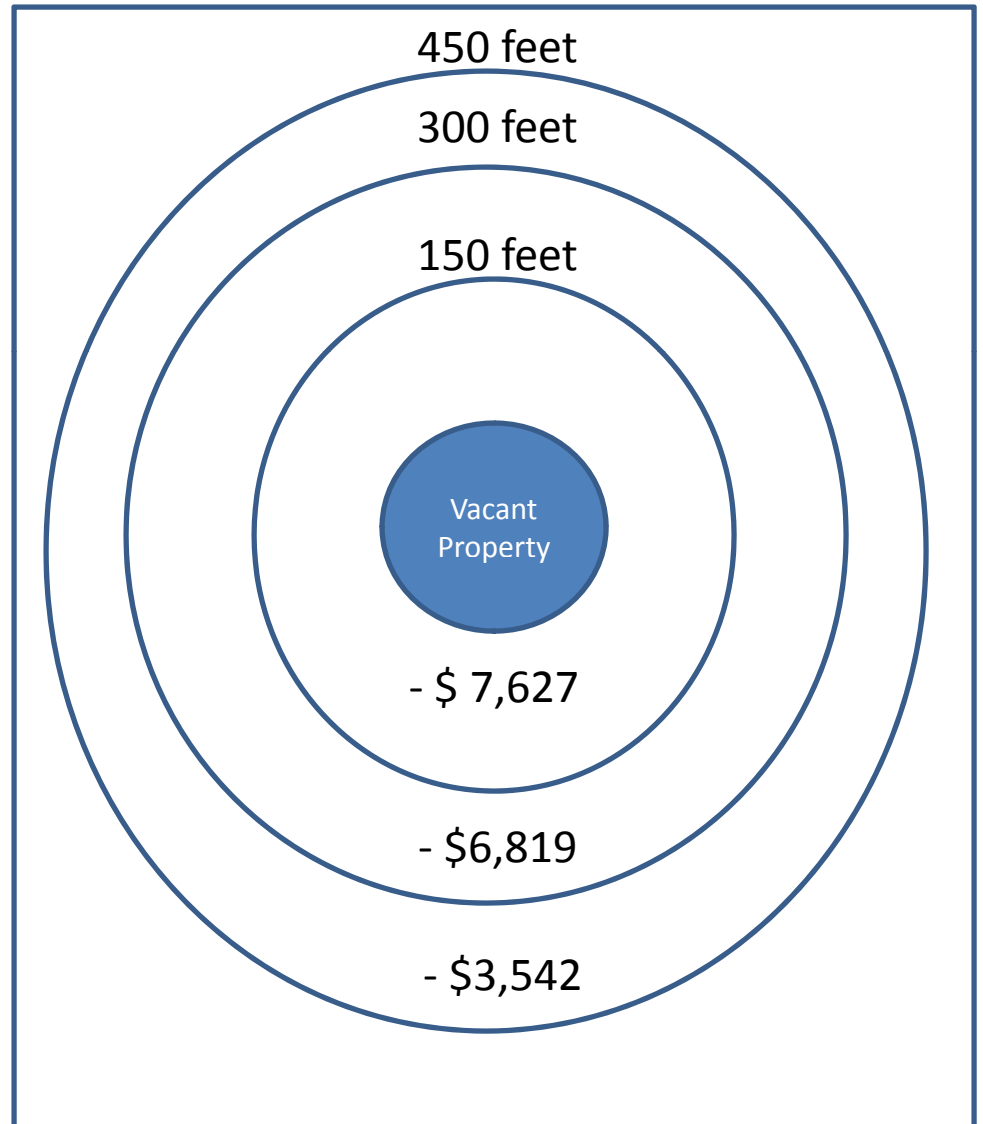 450 feet
300 feet
150 feet
Vacant
Property
- $ 7,627
- $6,819
- $3,542